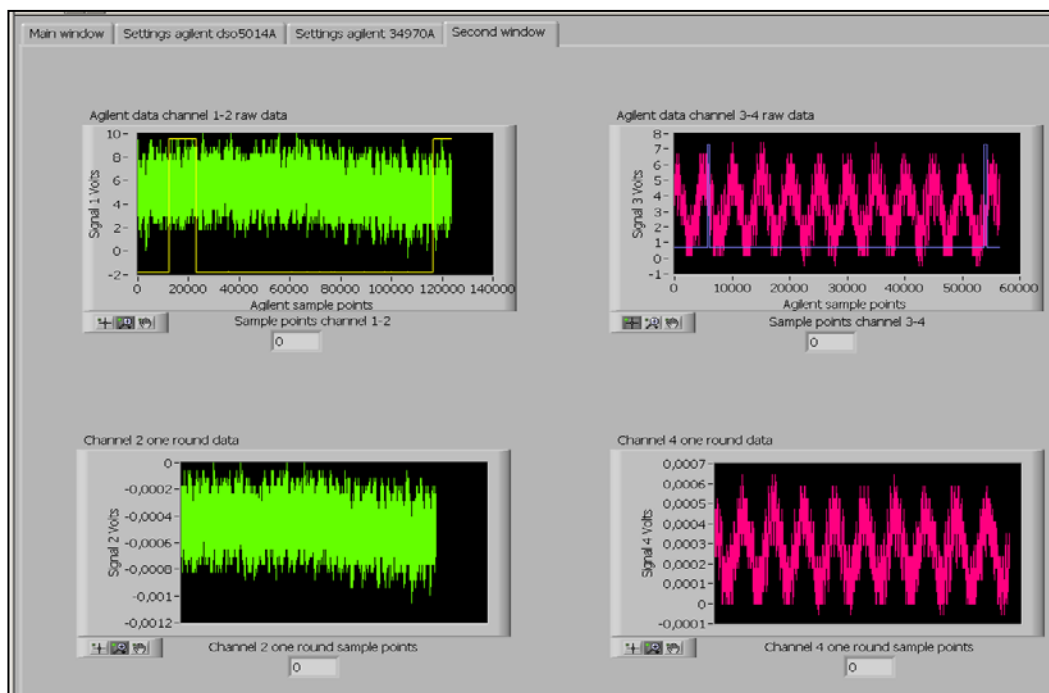 Main window
Settings agilent dso5014A
Settings agilent 34970A
Second window
Agilent data channel 1-2 raw data
Signal 1 Volts
10
8
6
4
2
0
-2
0 20000 40000 60000 80000 100000 120000 140000
Agilent sample points
Sample points channel 1-2
0
Agilent data channel 3-4 raw data
Signal 3 Volts
8
7
6
5
4
3
2
1
0
-1
0 10000 20000 30000 40000 50000 60000
Agilent sample points
Sample points channel 3-4
0
Channel 2 one round data
Signal 2 Volts
0
-0,0002
-0,0004
-0,0006
-0,0008
-0,001
-0,0012
Channel 2 one round sample points
0
Channel 4 one round data
Signal 4 Volts
0,0007
0,0006
0,0005
0,0004
0,0003
0,0002
0,0001
0
-0,0001
Channel 4 one round sample points
0